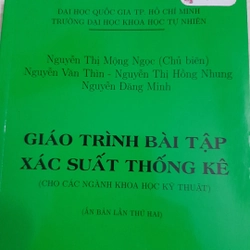 ĐẠI HỌC QUỐC GIA TP. HỒ CHÍ MINH
TRƯỜNG ĐẠI HỌC KHOA HỌC TỰ NHIÊN
Nguyễn Thị Mộng Ngọc (Chủ biên)
Nguyễn Văn Thìn - Nguyễn Thị Hồng Nhung
Nguyễn Đăng Minh
GIÁO TRÌNH BÀI TẬP
XÁC SUẤT THỐNG KÊ
(CHO CÁC NGÀNH KHOA HỌC KỸ THUẬT)
(ẤN BẢN LẦN THỨ HAI)